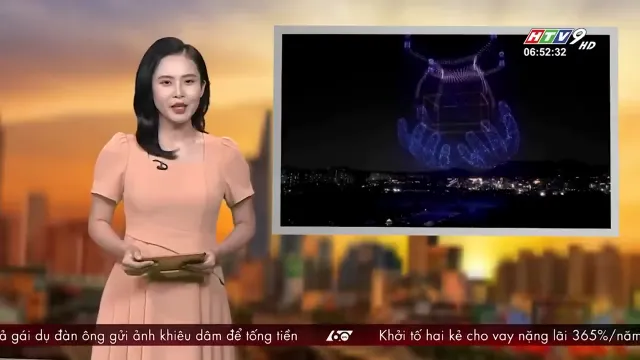 HTV9 HD
06:52:32
ả gái dụ đàn ông gửi ảnh khiêu dâm để tống tiền
60
Khởi tố hai kẻ cho vay nặng lãi 365%/năm